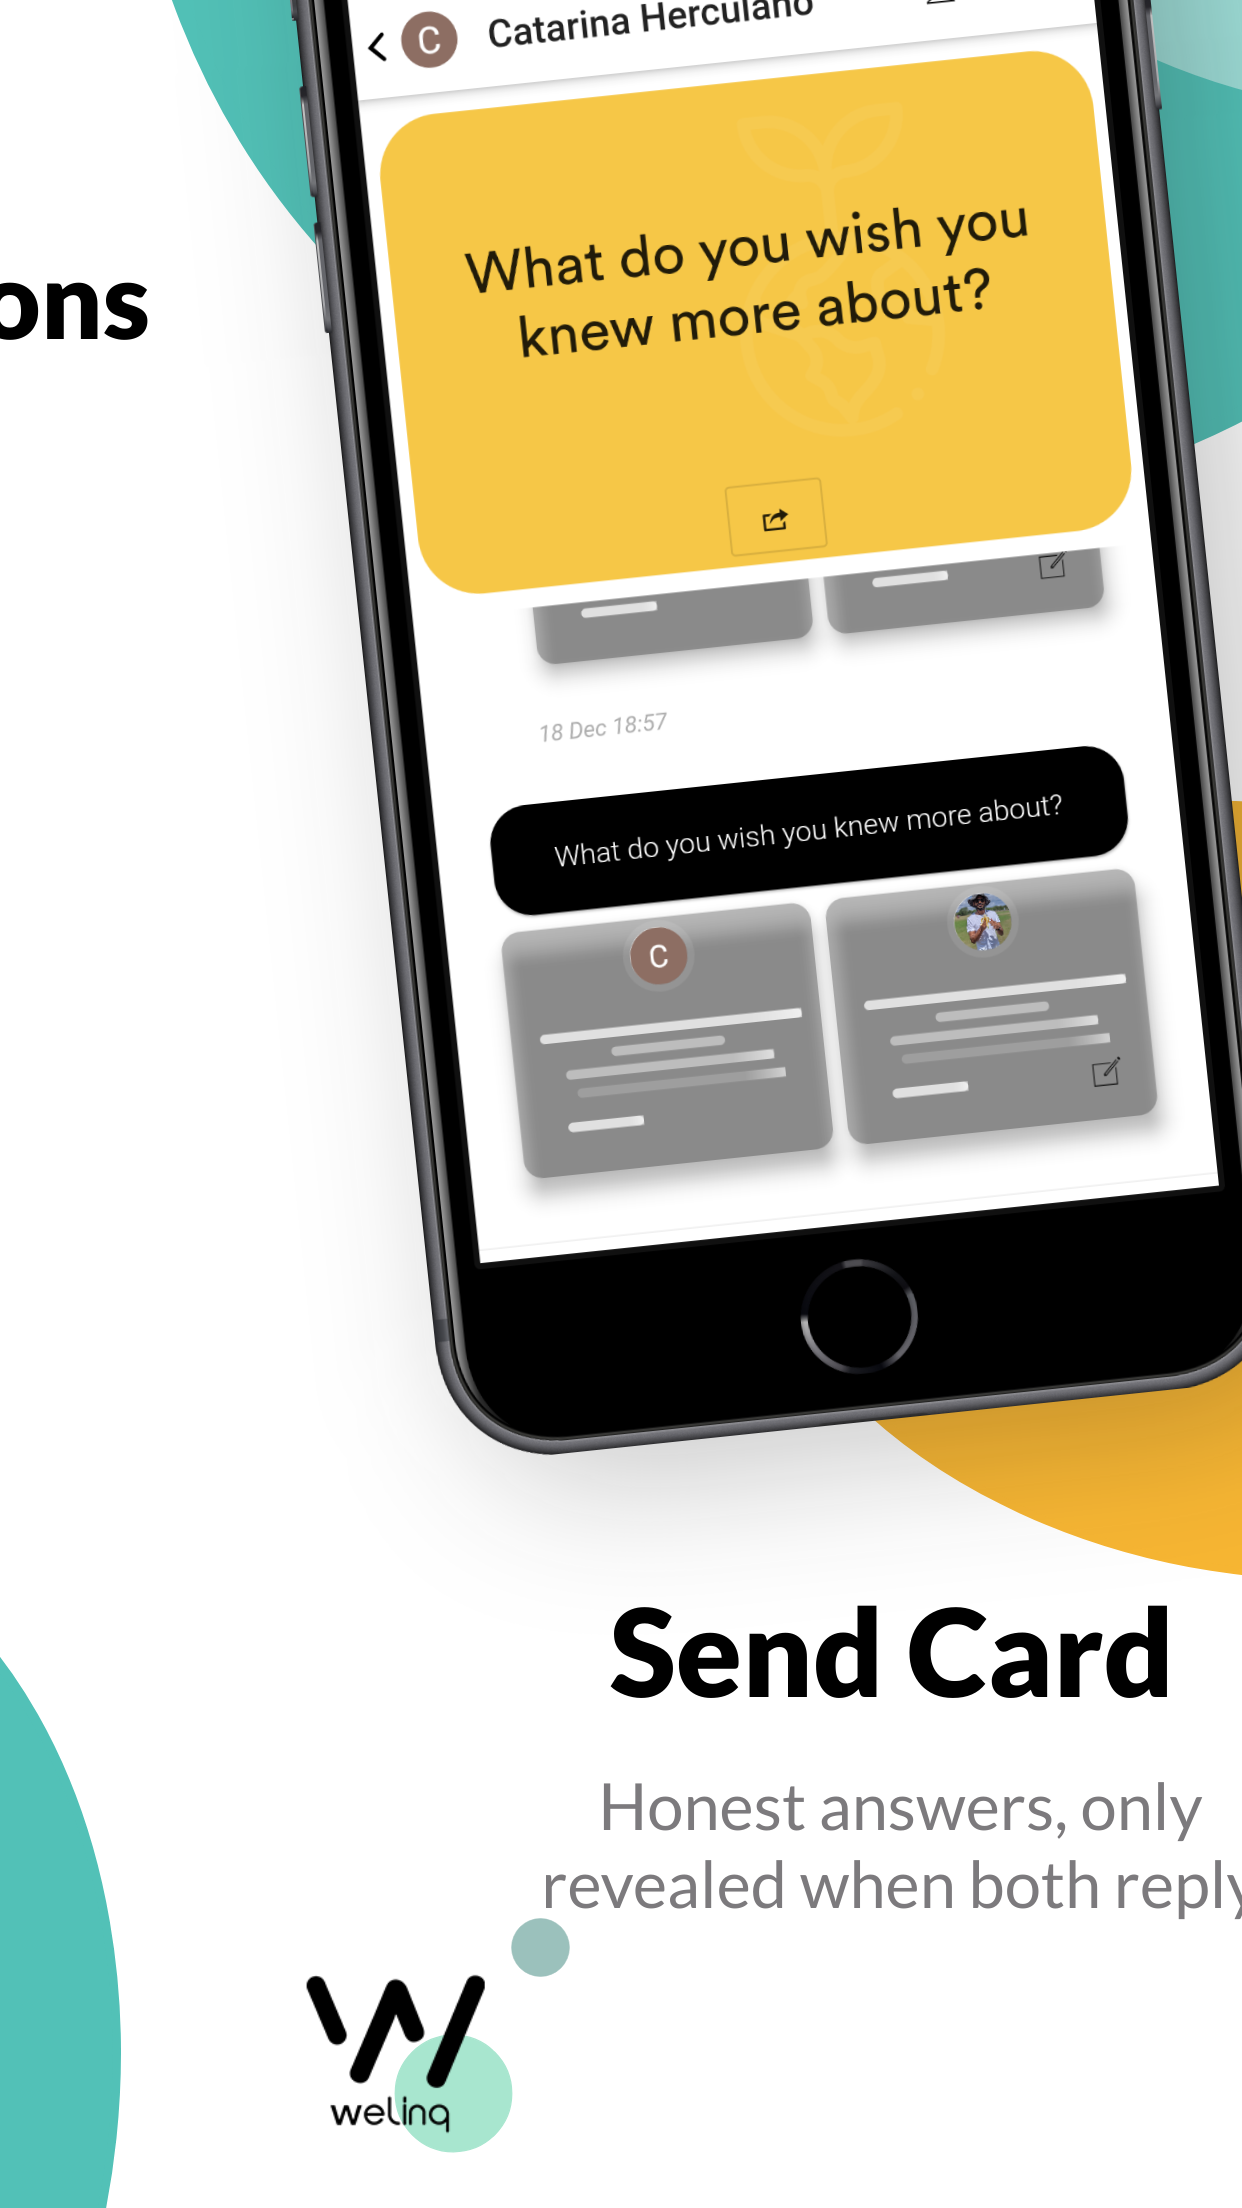 C Catarina Herculano
ons
What do you wish you
knew more about?
18 Dec 18:57
What do you wish you knew more about?
C
Send Card
Honest answers, only
revealed when both reply
welinq